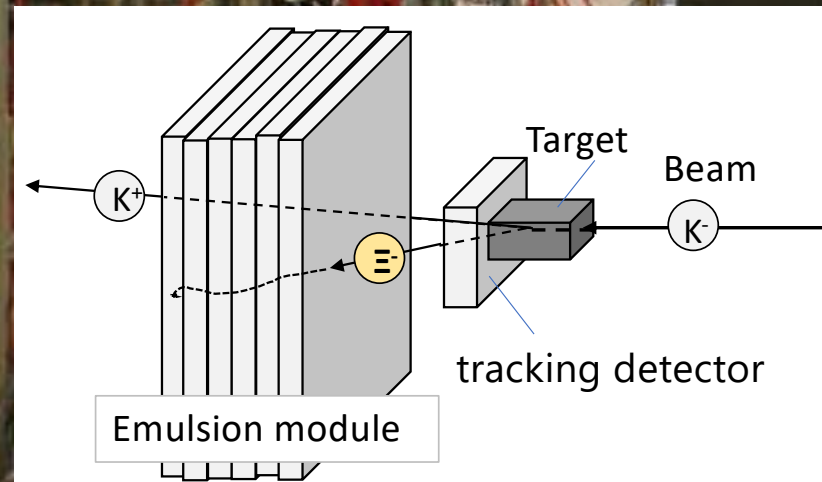 Target
Beam
K⁺
K⁻
Ξ⁻
tracking detector
Emulsion module